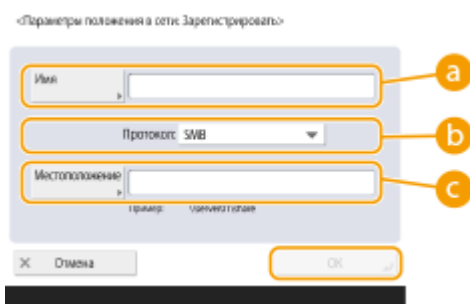 <Параметры положения в сети: Зарегистрировать>
Имя
a
Протокол: SMB
b
Местоположение
c
Пример:
Отмена
OK